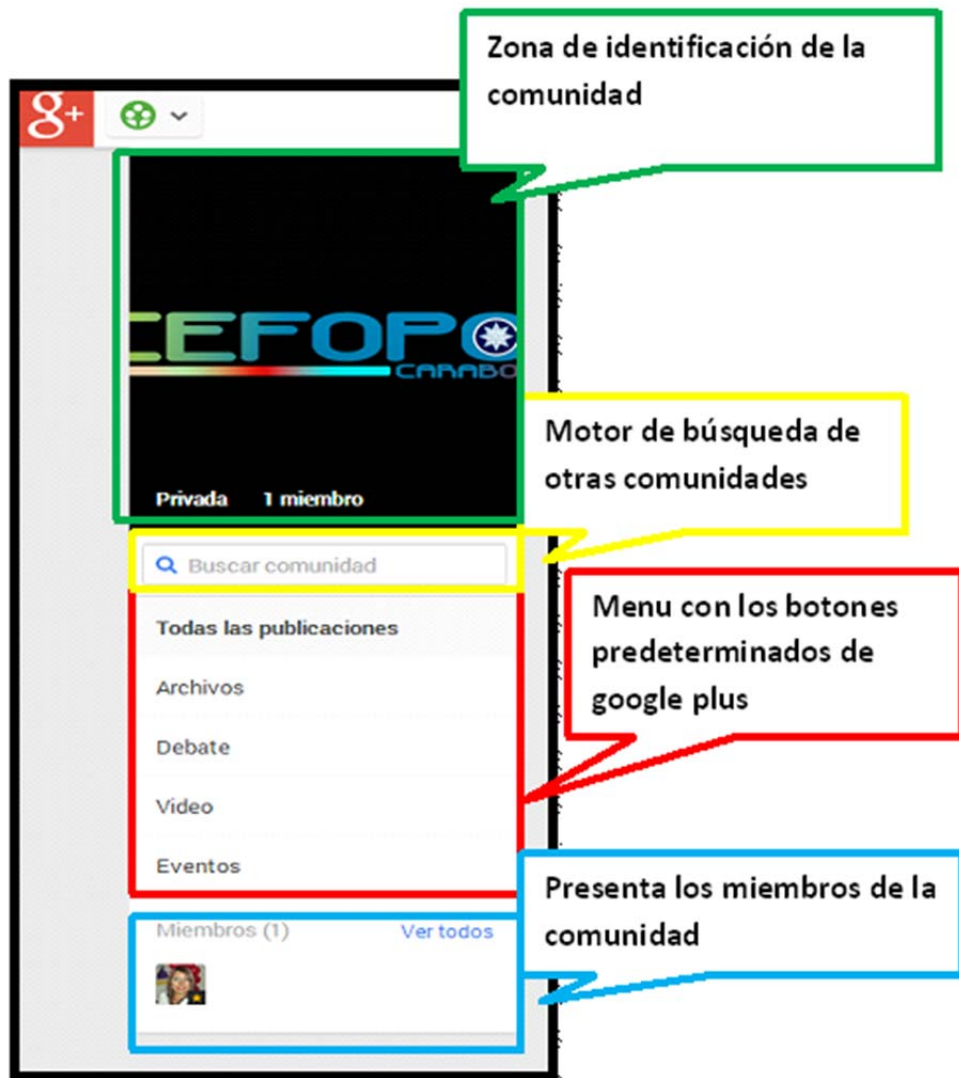 Zona de identificación de la
comunidad
g+
CEFOPO
CARABO
Privada 1 miembro
Motor de búsqueda de
otras comunidades
Buscar comunidad
Menu con los botones
predeterminados de
google plus
Todas las publicaciones
Archivos
Debate
Video
Eventos
Presenta los miembros de la
comunidad
Miembros (1) Ver todos